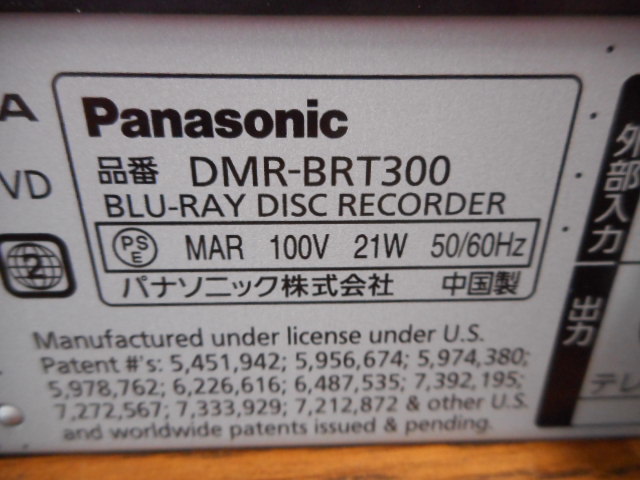 A
VD
2
Panasonic
品番 DMR-BRT300
BLU-RAY DISC RECORDER
PSE MAR 100V 21W 50/60Hz
パナソニック株式会社 中国製
Manufactured under license under U.S.
Patent #'s: 5,451,942; 5,956,674; 5,974,380;
5,978,762; 6,226,616; 6,487,535; 7,392,195;
7,272,567; 7,333,929; 7,212,872 & other U.S.
and worldwide patents issued & pending.
外部入力
出力
テレ